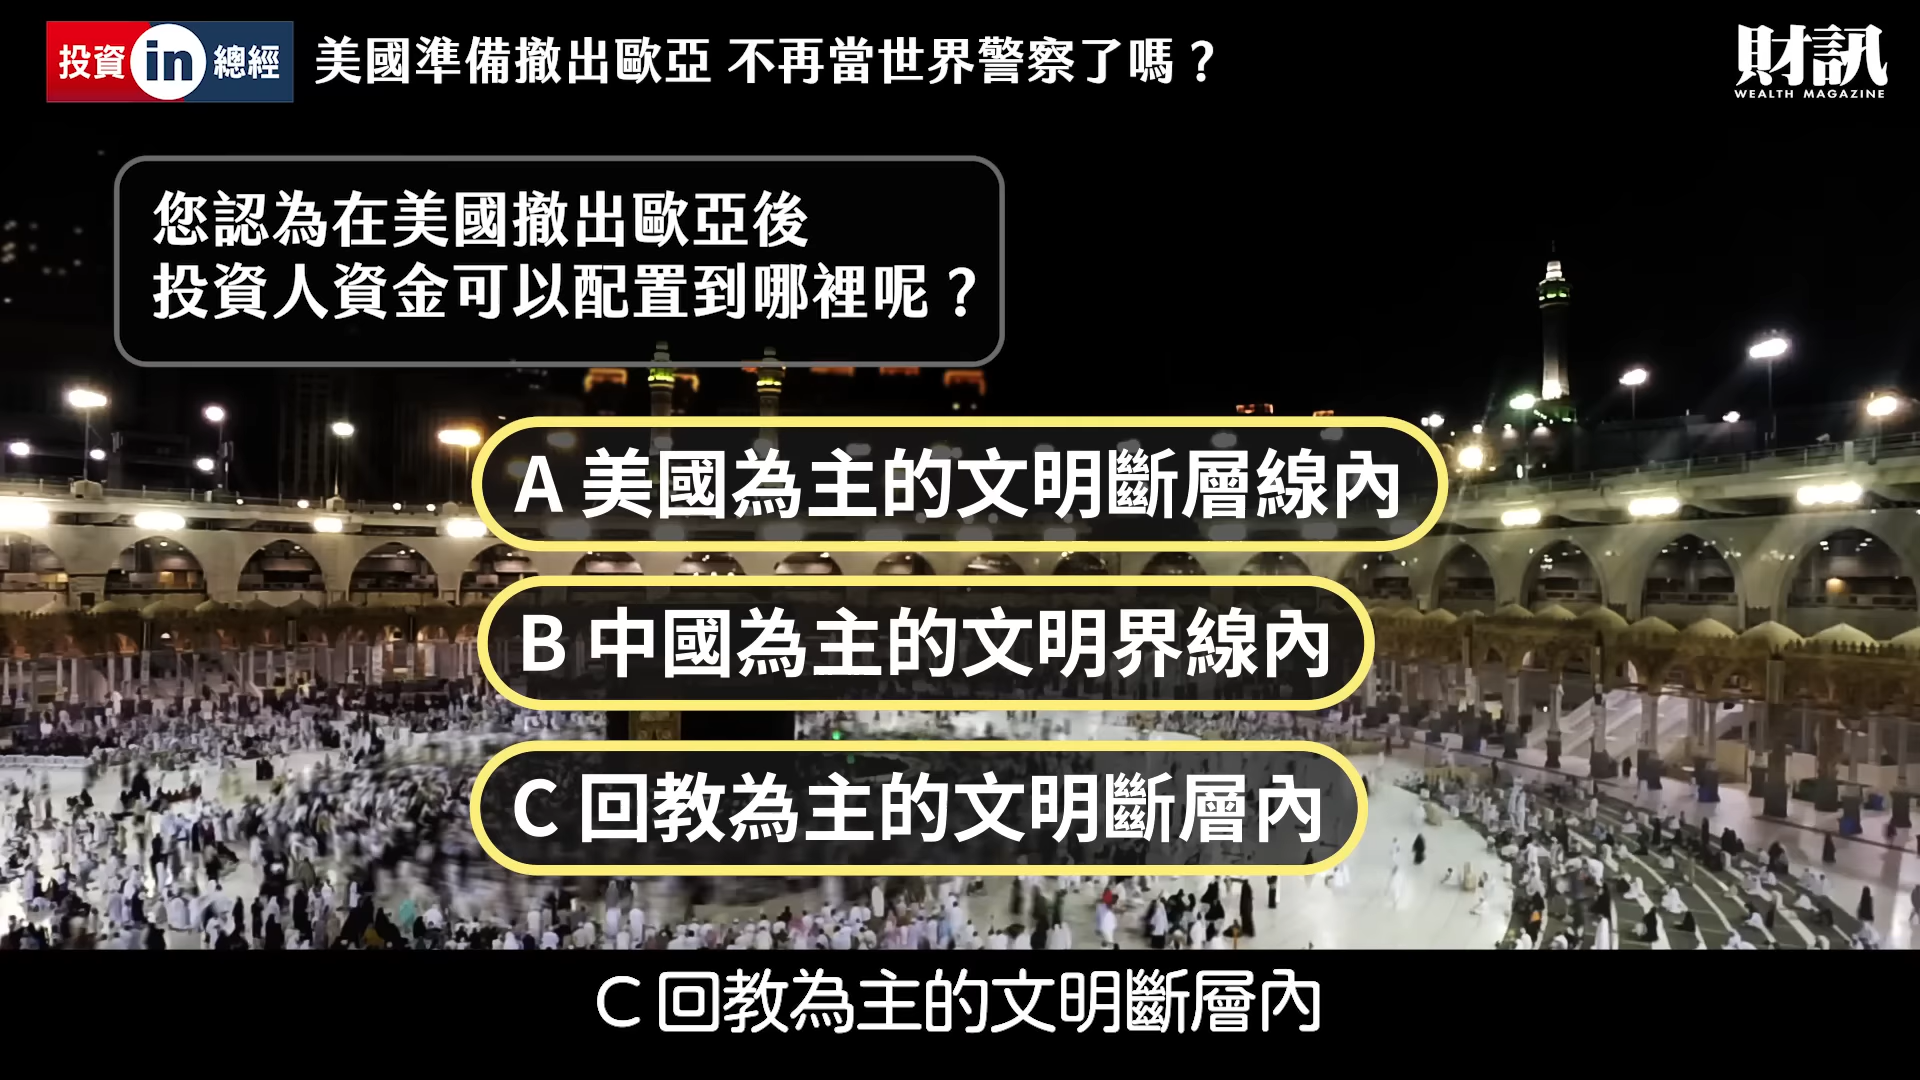 投資in總經 美國準備撤出歐亞 不再當世界警察了嗎？
財訊
WEALTH MAGAZINE
您認為在美國撤出歐亞後
投資人資金可以配置到哪裡呢？
A 美國為主的文明斷層線內
B 中國為主的文明界線內
C 回教為主的文明斷層內
C 回教為主的文明斷層內